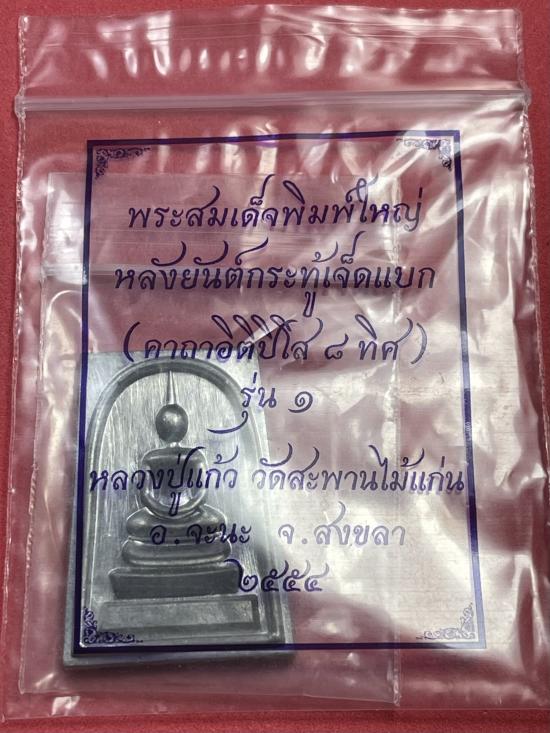 พระสมเด็จพิมพ์ใหญ่
หลังยันต์กระทู้เจ็ดแบก
(คาถาอิติปิโส ๘ ทิศ)
รุ่น ๑
หลวงปู่แก้ว วัดสะพานไม้แก่น
อ.จะนะ จ.สงขลา
๒๕๕๔